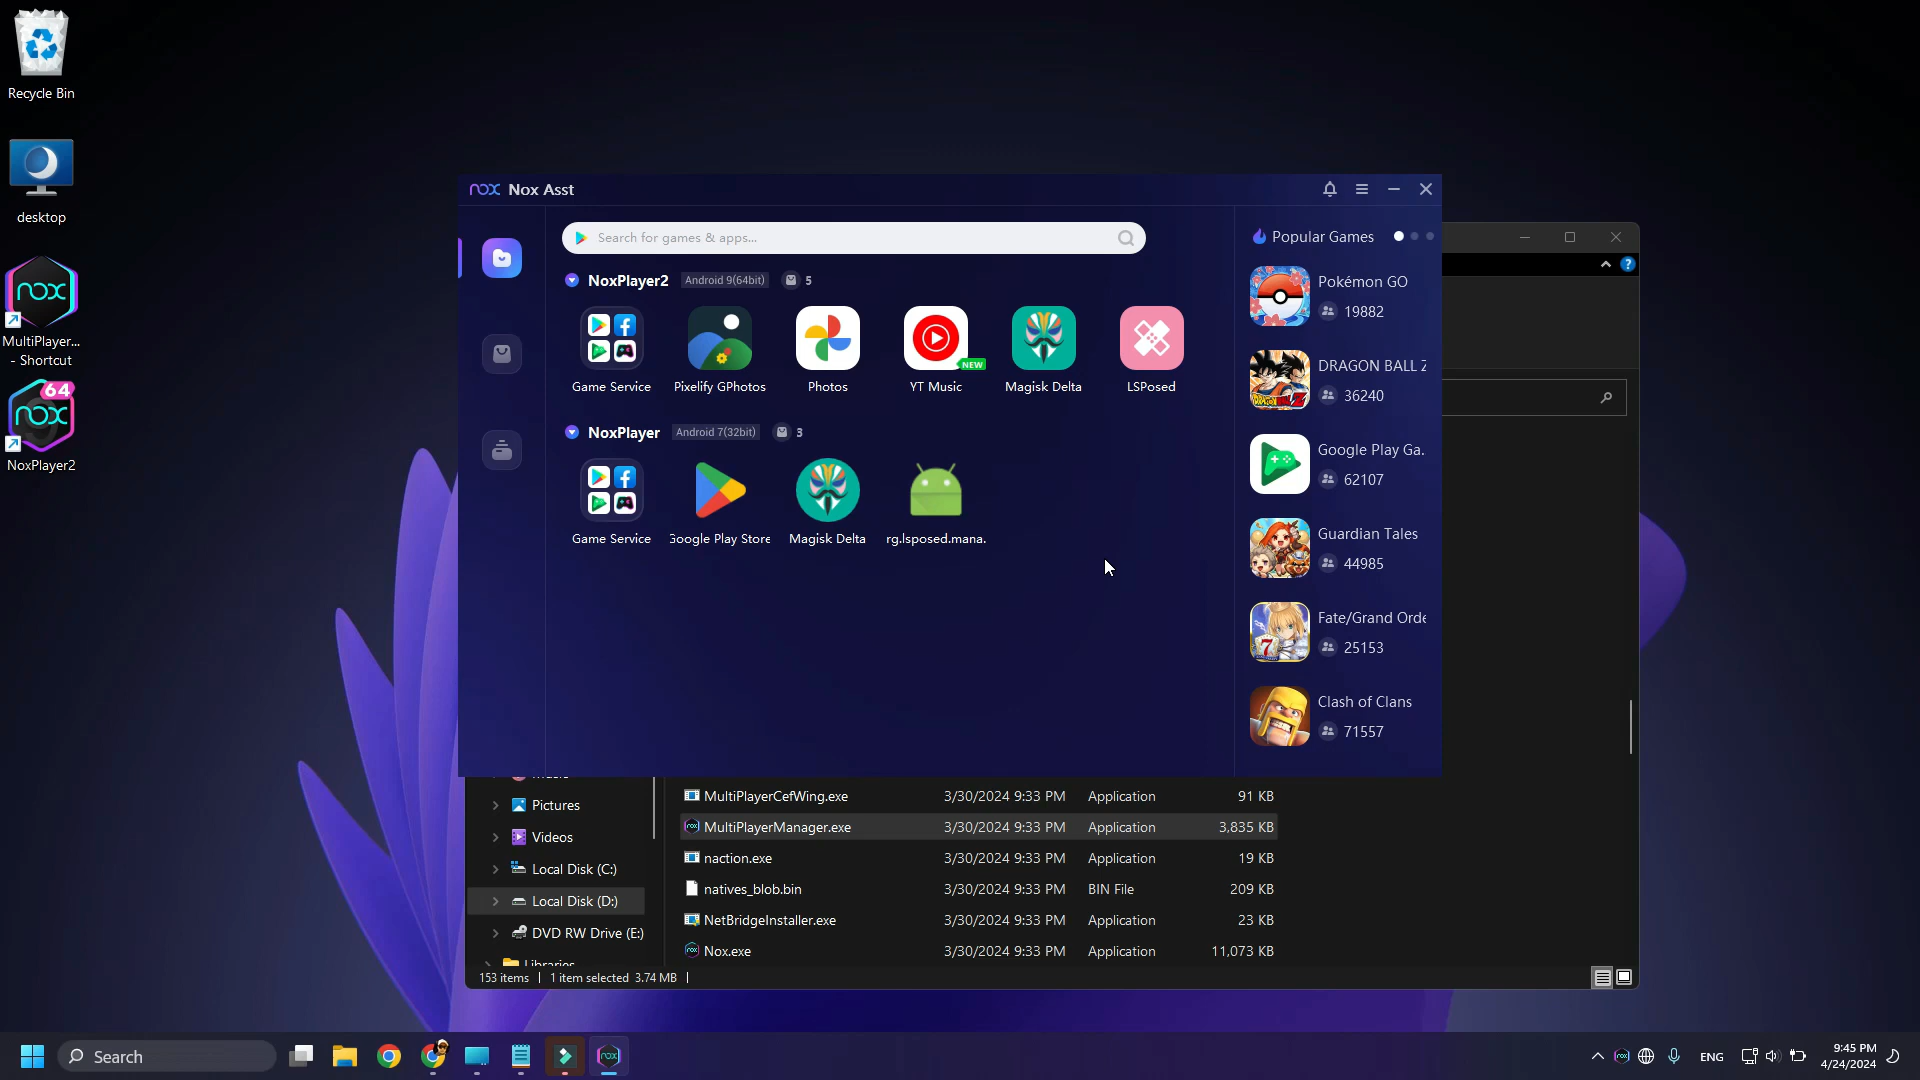 Recycle Bin
desktop
nox
MultiPlayer...
- Shortcut
64
nox
NoxPlayer2
nox Nox Asst
Search for games & apps...
NoxPlayer2 Android 9(64bit) 5
NEW
Game Service Pixelify GPhotos Photos YT Music Magisk Delta LSPosed
NoxPlayer Android 7(32bit) 3
Game Service Google Play Store Magisk Delta rg.lsposed.mana.
Popular Games
Pokémon GO
19882
DRAGON BALL Z
36240
Google Play Ga.
62107
Guardian Tales
44985
Fate/Grand Orde
25153
Clash of Clans
71557
Pictures
Videos
Local Disk (C:)
Local Disk (D:)
DVD RW Drive (E:)
Libraries
MultiPlayerCefWing.exe 3/30/2024 9:33 PM Application 91 KB
MultiPlayerManager.exe 3/30/2024 9:33 PM Application 3,835 KB
naction.exe 3/30/2024 9:33 PM Application 19 KB
natives_blob.bin 3/30/2024 9:33 PM BIN File 209 KB
NetBridgeInstaller.exe 3/30/2024 9:33 PM Application 23 KB
Nox.exe 3/30/2024 9:33 PM Application 11,073 KB
153 items 1 item selected 3.74 MB
Search
ENG
9:45 PM
4/24/2024